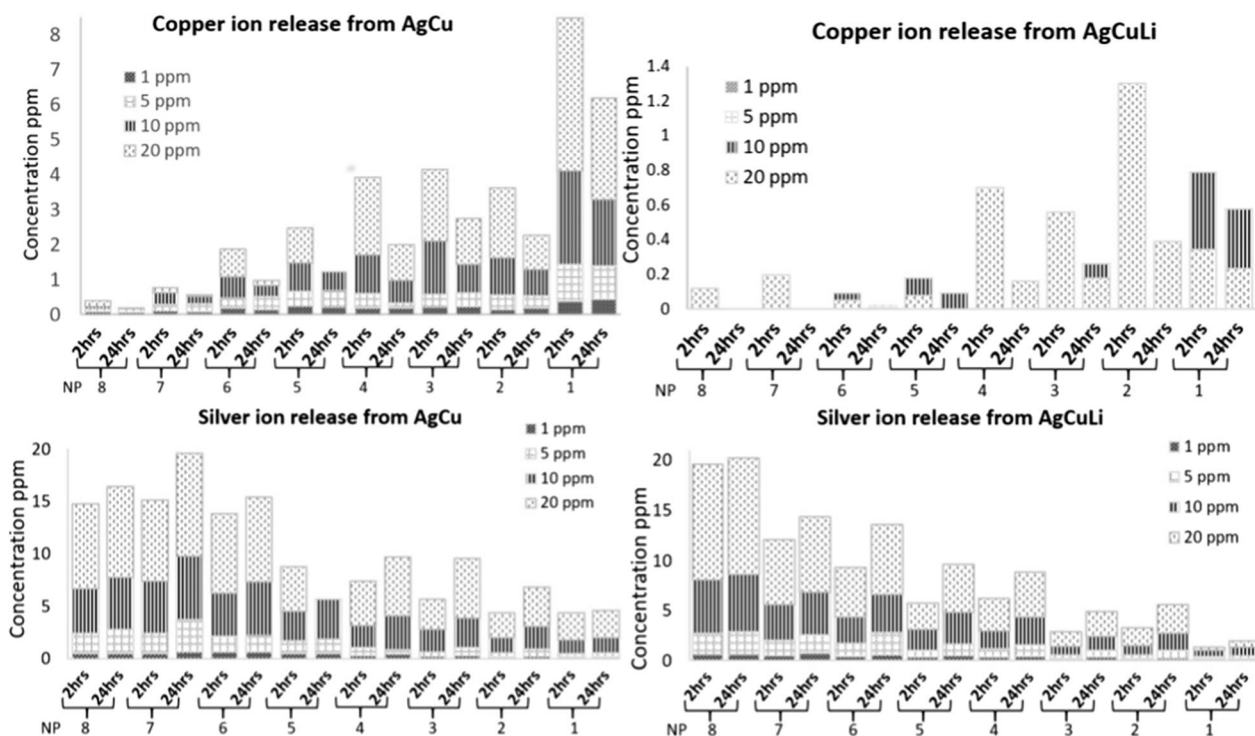 Copper ion release from AgCu
Concentration ppm
8
7
6
5
4
3
2
1
0
1 ppm
5 ppm
10 ppm
20 ppm
2hrs 24hrs 2hrs 24hrs 2hrs 24hrs 2hrs 24hrs 2hrs 24hrs 2hrs 24hrs 2hrs 24hrs 2hrs 24hrs
NP 8 7 6 5 4 3 2 1
Copper ion release from AgCuLi
Concentration ppm
1.4
1.2
1
0.8
0.6
0.4
0.2
0
1 ppm
5 ppm
10 ppm
20 ppm
2hrs 24hrs 2hrs 24hrs 2hrs 24hrs 2hrs 24hrs 2hrs 24hrs 2hrs 24hrs 2hrs 24hrs 2hrs 24hrs
NP 8 7 6 5 4 3 2 1
Silver ion release from AgCu
Concentration ppm
20
15
10
5
0
1 ppm
5 ppm
10 ppm
20 ppm
2hrs 24hrs 2hrs 24hrs 2hrs 24hrs 2hrs 24hrs 2hrs 24hrs 2hrs 24hrs 2hrs 24hrs 2hrs 24hrs
NP 8 7 6 5 4 3 2 1
Silver ion release from AgCuLi
Concentration ppm
20
15
10
5
0
1 ppm
5 ppm
10 ppm
20 ppm
2hrs 24hrs 2hrs 24hrs 2hrs 24hrs 2hrs 24hrs 2hrs 24hrs 2hrs 24hrs 2hrs 24hrs 2hrs 24hrs
NP 8 7 6 5 4 3 2 1